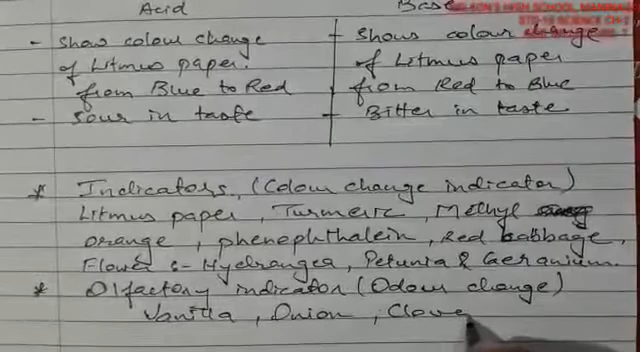 Acid Base
- Show colour change of Litmus paper. from Blue to Red
- Sour in taste
- Shows colour change of Litmus paper from Red to Blue
- Bitter in taste
* Indicators, (Colour change indicator)
Litmus paper, Turmeric, Methyl
orange, phenophthalein, Red babbage,
Flower :- Hydrangea, Petunia & Geranium.
* Olfactory indicator (Odour change)
Vanilla, Onion, Clove